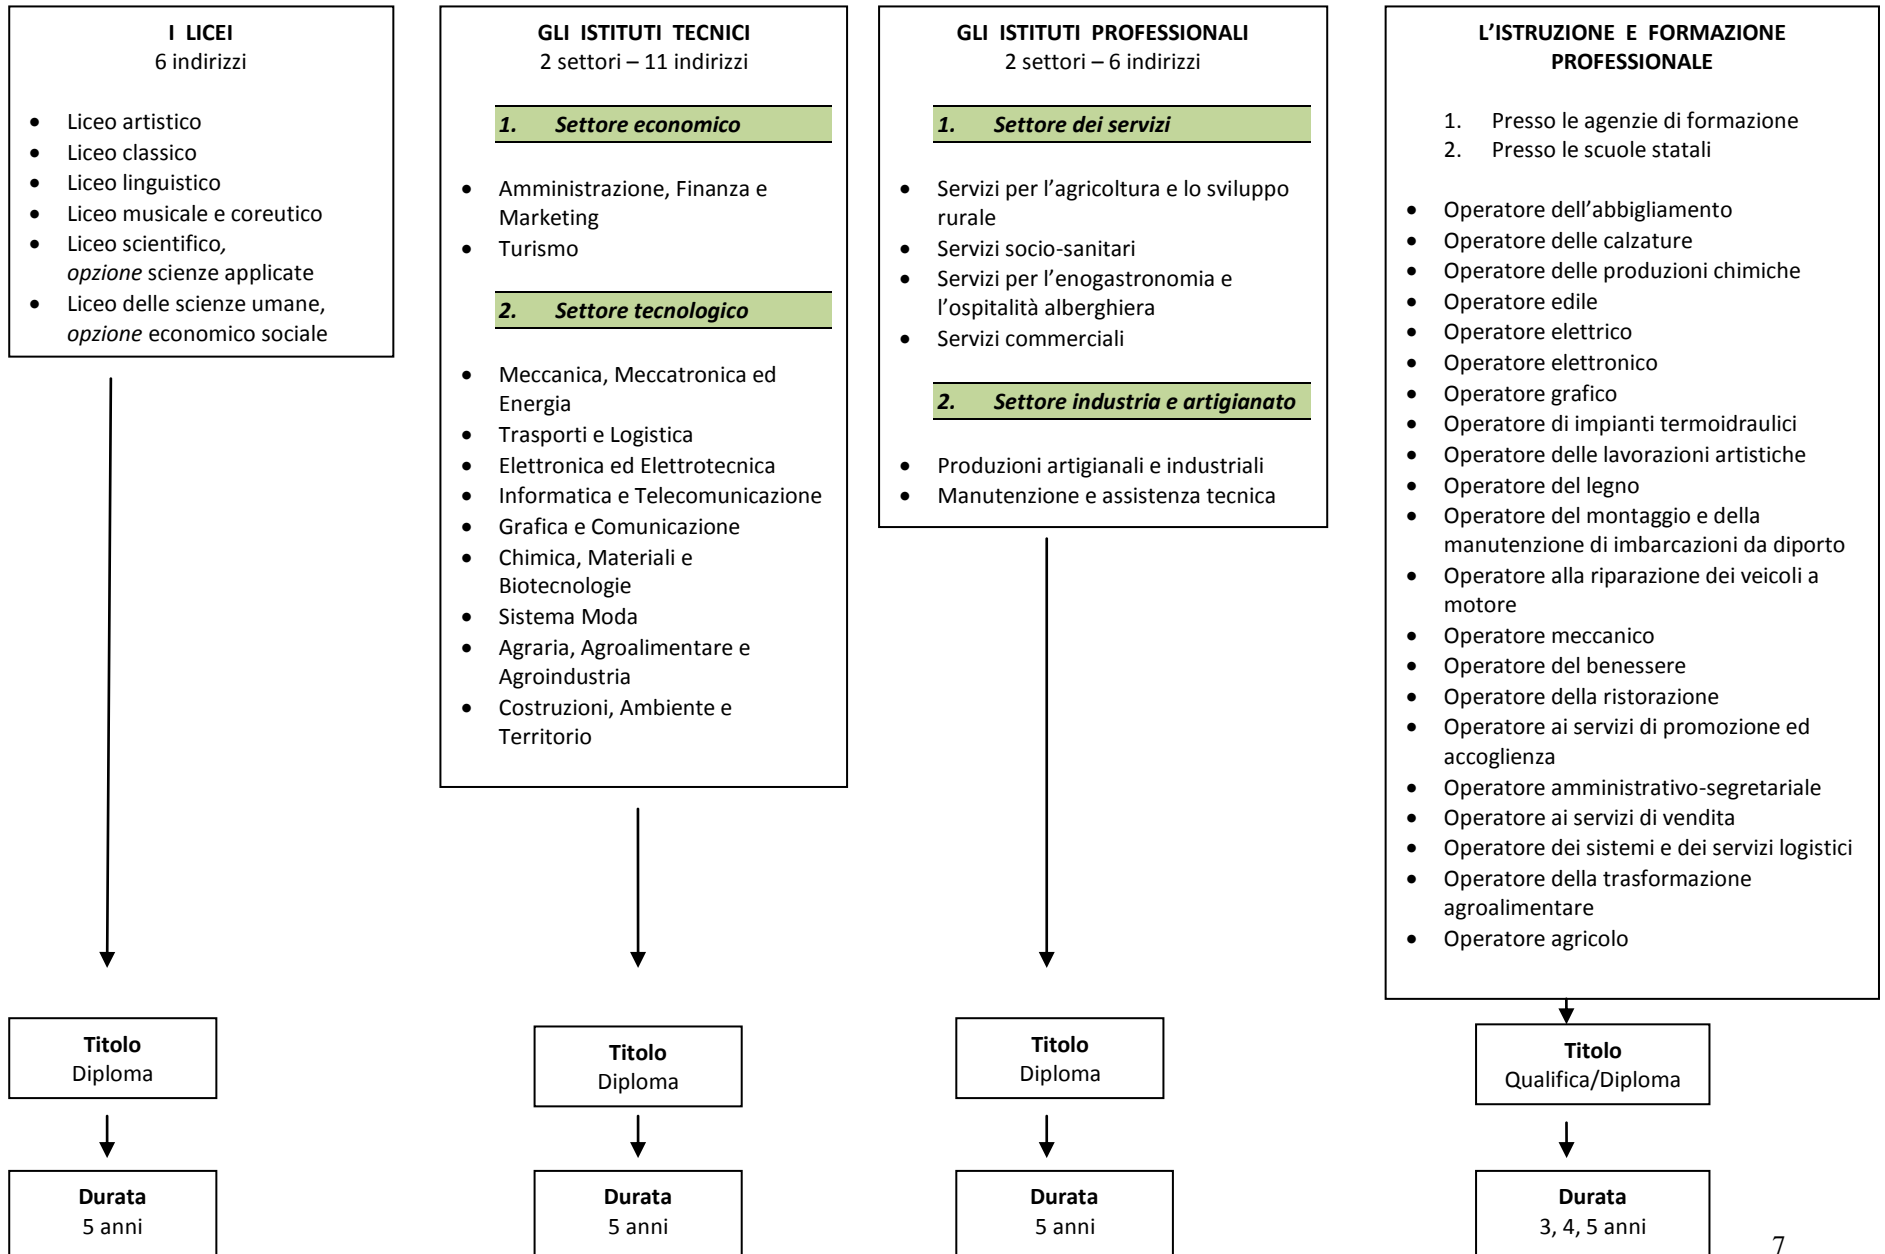 I LICEI
6 indirizzi
• Liceo artistico
• Liceo classico
• Liceo linguistico
• Liceo musicale e coreutico
• Liceo scientifico,
opzione scienze applicate
• Liceo delle scienze umane,
opzione economico sociale
Titolo
Diploma
Durata
5 anni
GLI ISTITUTI TECNICI
2 settori – 11 indirizzi
1. Settore economico
• Amministrazione, Finanza e
Marketing
• Turismo
2. Settore tecnologico
• Meccanica, Meccatronica ed
Energia
• Trasporti e Logistica
• Elettronica ed Elettrotecnica
• Informatica e Telecomunicazione
• Grafica e Comunicazione
• Chimica, Materiali e
Biotecnologie
• Sistema Moda
• Agraria, Agroalimentare e
Agroindustria
• Costruzioni, Ambiente e
Territorio
Titolo
Diploma
Durata
5 anni
GLI ISTITUTI PROFESSIONALI
2 settori – 6 indirizzi
1. Settore dei servizi
• Servizi per l’agricoltura e lo sviluppo
rurale
• Servizi socio-sanitari
• Servizi per l’enogastronomia e
l’ospitalità alberghiera
• Servizi commerciali
2. Settore industria e artigianato
• Produzioni artigianali e industriali
• Manutenzione e assistenza tecnica
Titolo
Diploma
Durata
5 anni
L’ISTRUZIONE E FORMAZIONE
PROFESSIONALE
1. Presso le agenzie di formazione
2. Presso le scuole statali
• Operatore dell’abbigliamento
• Operatore delle calzature
• Operatore delle produzioni chimiche
• Operatore edile
• Operatore elettrico
• Operatore elettronico
• Operatore grafico
• Operatore di impianti termoidraulici
• Operatore delle lavorazioni artistiche
• Operatore del legno
• Operatore del montaggio e della
manutenzione di imbarcazioni da diporto
• Operatore alla riparazione dei veicoli a
motore
• Operatore meccanico
• Operatore del benessere
• Operatore della ristorazione
• Operatore ai servizi di promozione ed
accoglienza
• Operatore amministrativo-segretariale
• Operatore ai servizi di vendita
• Operatore dei sistemi e dei servizi logistici
• Operatore della trasformazione
agroalimentare
• Operatore agricolo
Titolo
Qualifica/Diploma
Durata
3, 4, 5 anni
7